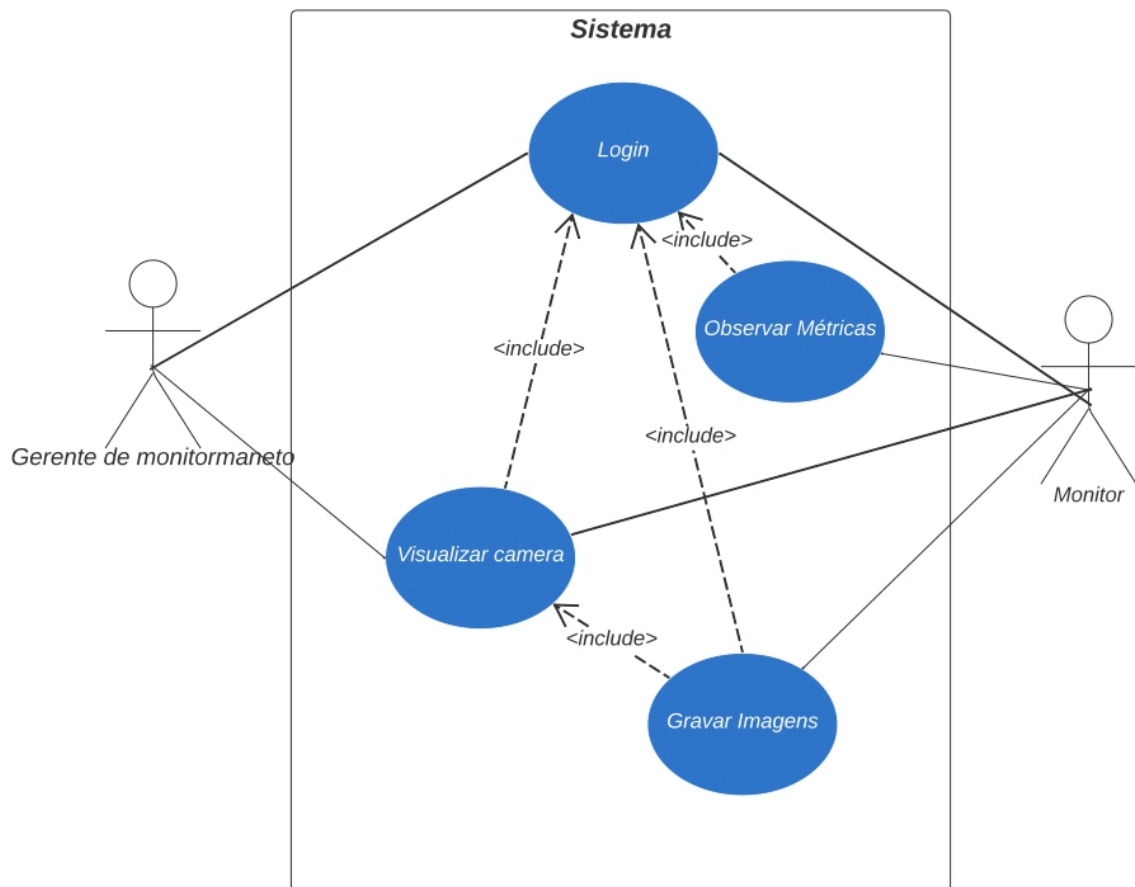 Sistema
Login
<include>
Observar Métricas
<include>
<include>
Gerente de monitormaneto
Monitor
Visualizar camera
<include>
Gravar Imagens